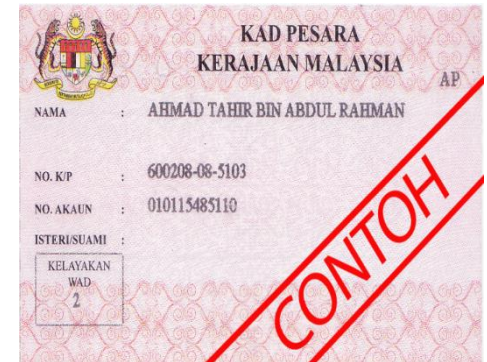 KAD PESARA
KERAJAAN MALAYSIA
AP
NAMA : AHMAD TAHIR BIN ABDUL RAHMAN
NO. K/P : 600208-08-5103
NO. AKAUN : 010115485110
ISTERI/SUAMI :
KELAYAKAN
WAD
2
CONTOH